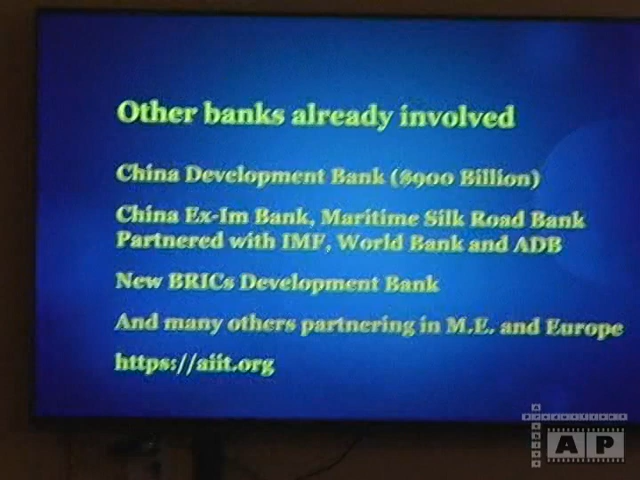 Other banks already involved
China Development Bank ($900 Billion)
China Ex-Im Bank, Maritime Silk Road Bank
Partnered with IMF, World Bank and ADB
New BRICs Development Bank
And many others partnering in M.E. and Europe
https://aiit.org
AP